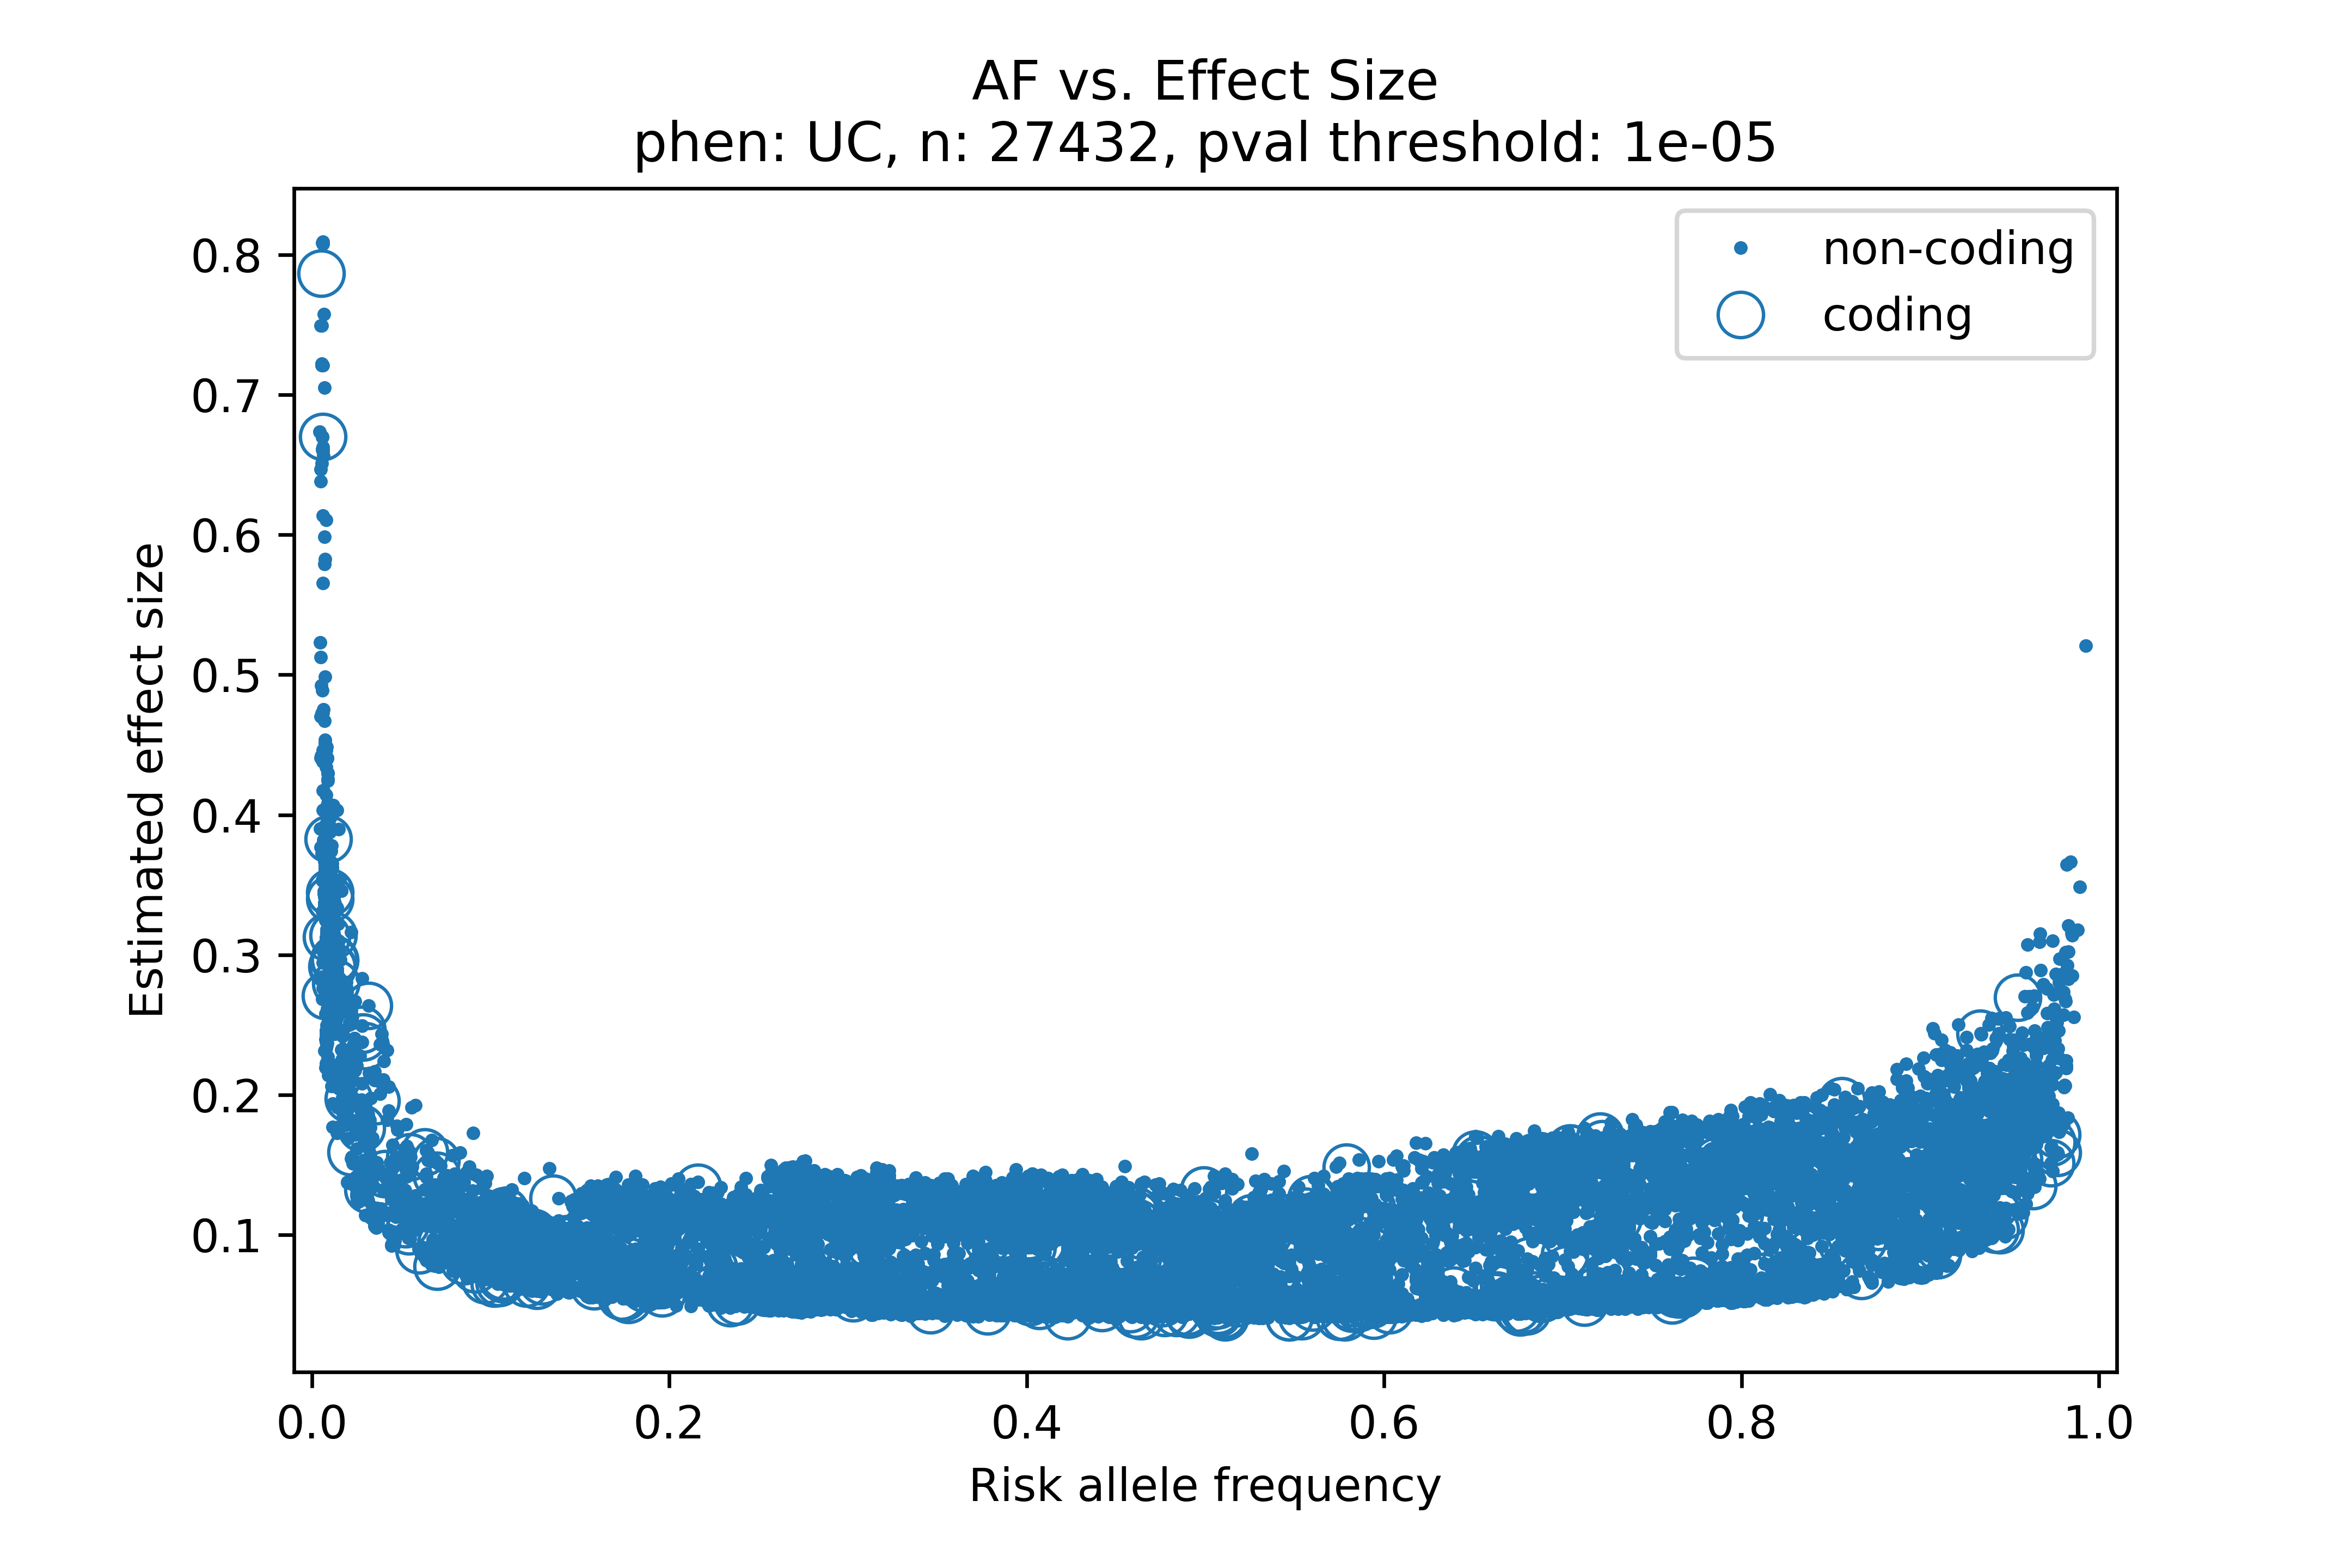 AF vs. Effect Size
phen: UC, n: 27432, pval threshold: 1e-05
non-coding
coding
Estimated effect size
0.8
0.7
0.6
0.5
0.4
0.3
0.2
0.1
0.0 0.2 0.4 0.6 0.8 1.0
Risk allele frequency